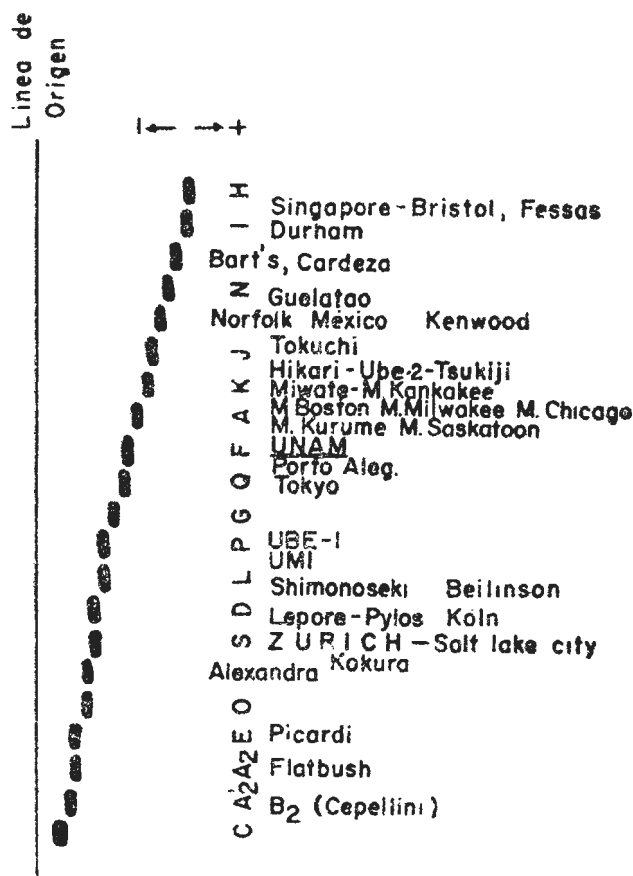 Linea de
Origen
− ← → +
H
Singapore-Bristol, Fessas
I Durham
Bart's, Cardeza
N Guelatao
Norfolk Mexico Kenwood
J Tokuchi
Hikari-Ube-2-Tsukiji
K Miwate-M.Kankakee
A M Boston M.Milwakee M. Chicago
M. Kurume M. Saskatoon
F UNAM
Porto Aleg.
Q Tokyo
G
P UBE-I
UMI
L Shimonoseki Beilinson
D Lepore-Pylos Köln
S ZURICH-Salt lake city
Alexandra Kokura
O
E Picardi
A2 Flatbush
A'2 B2 (Cepellini)
C